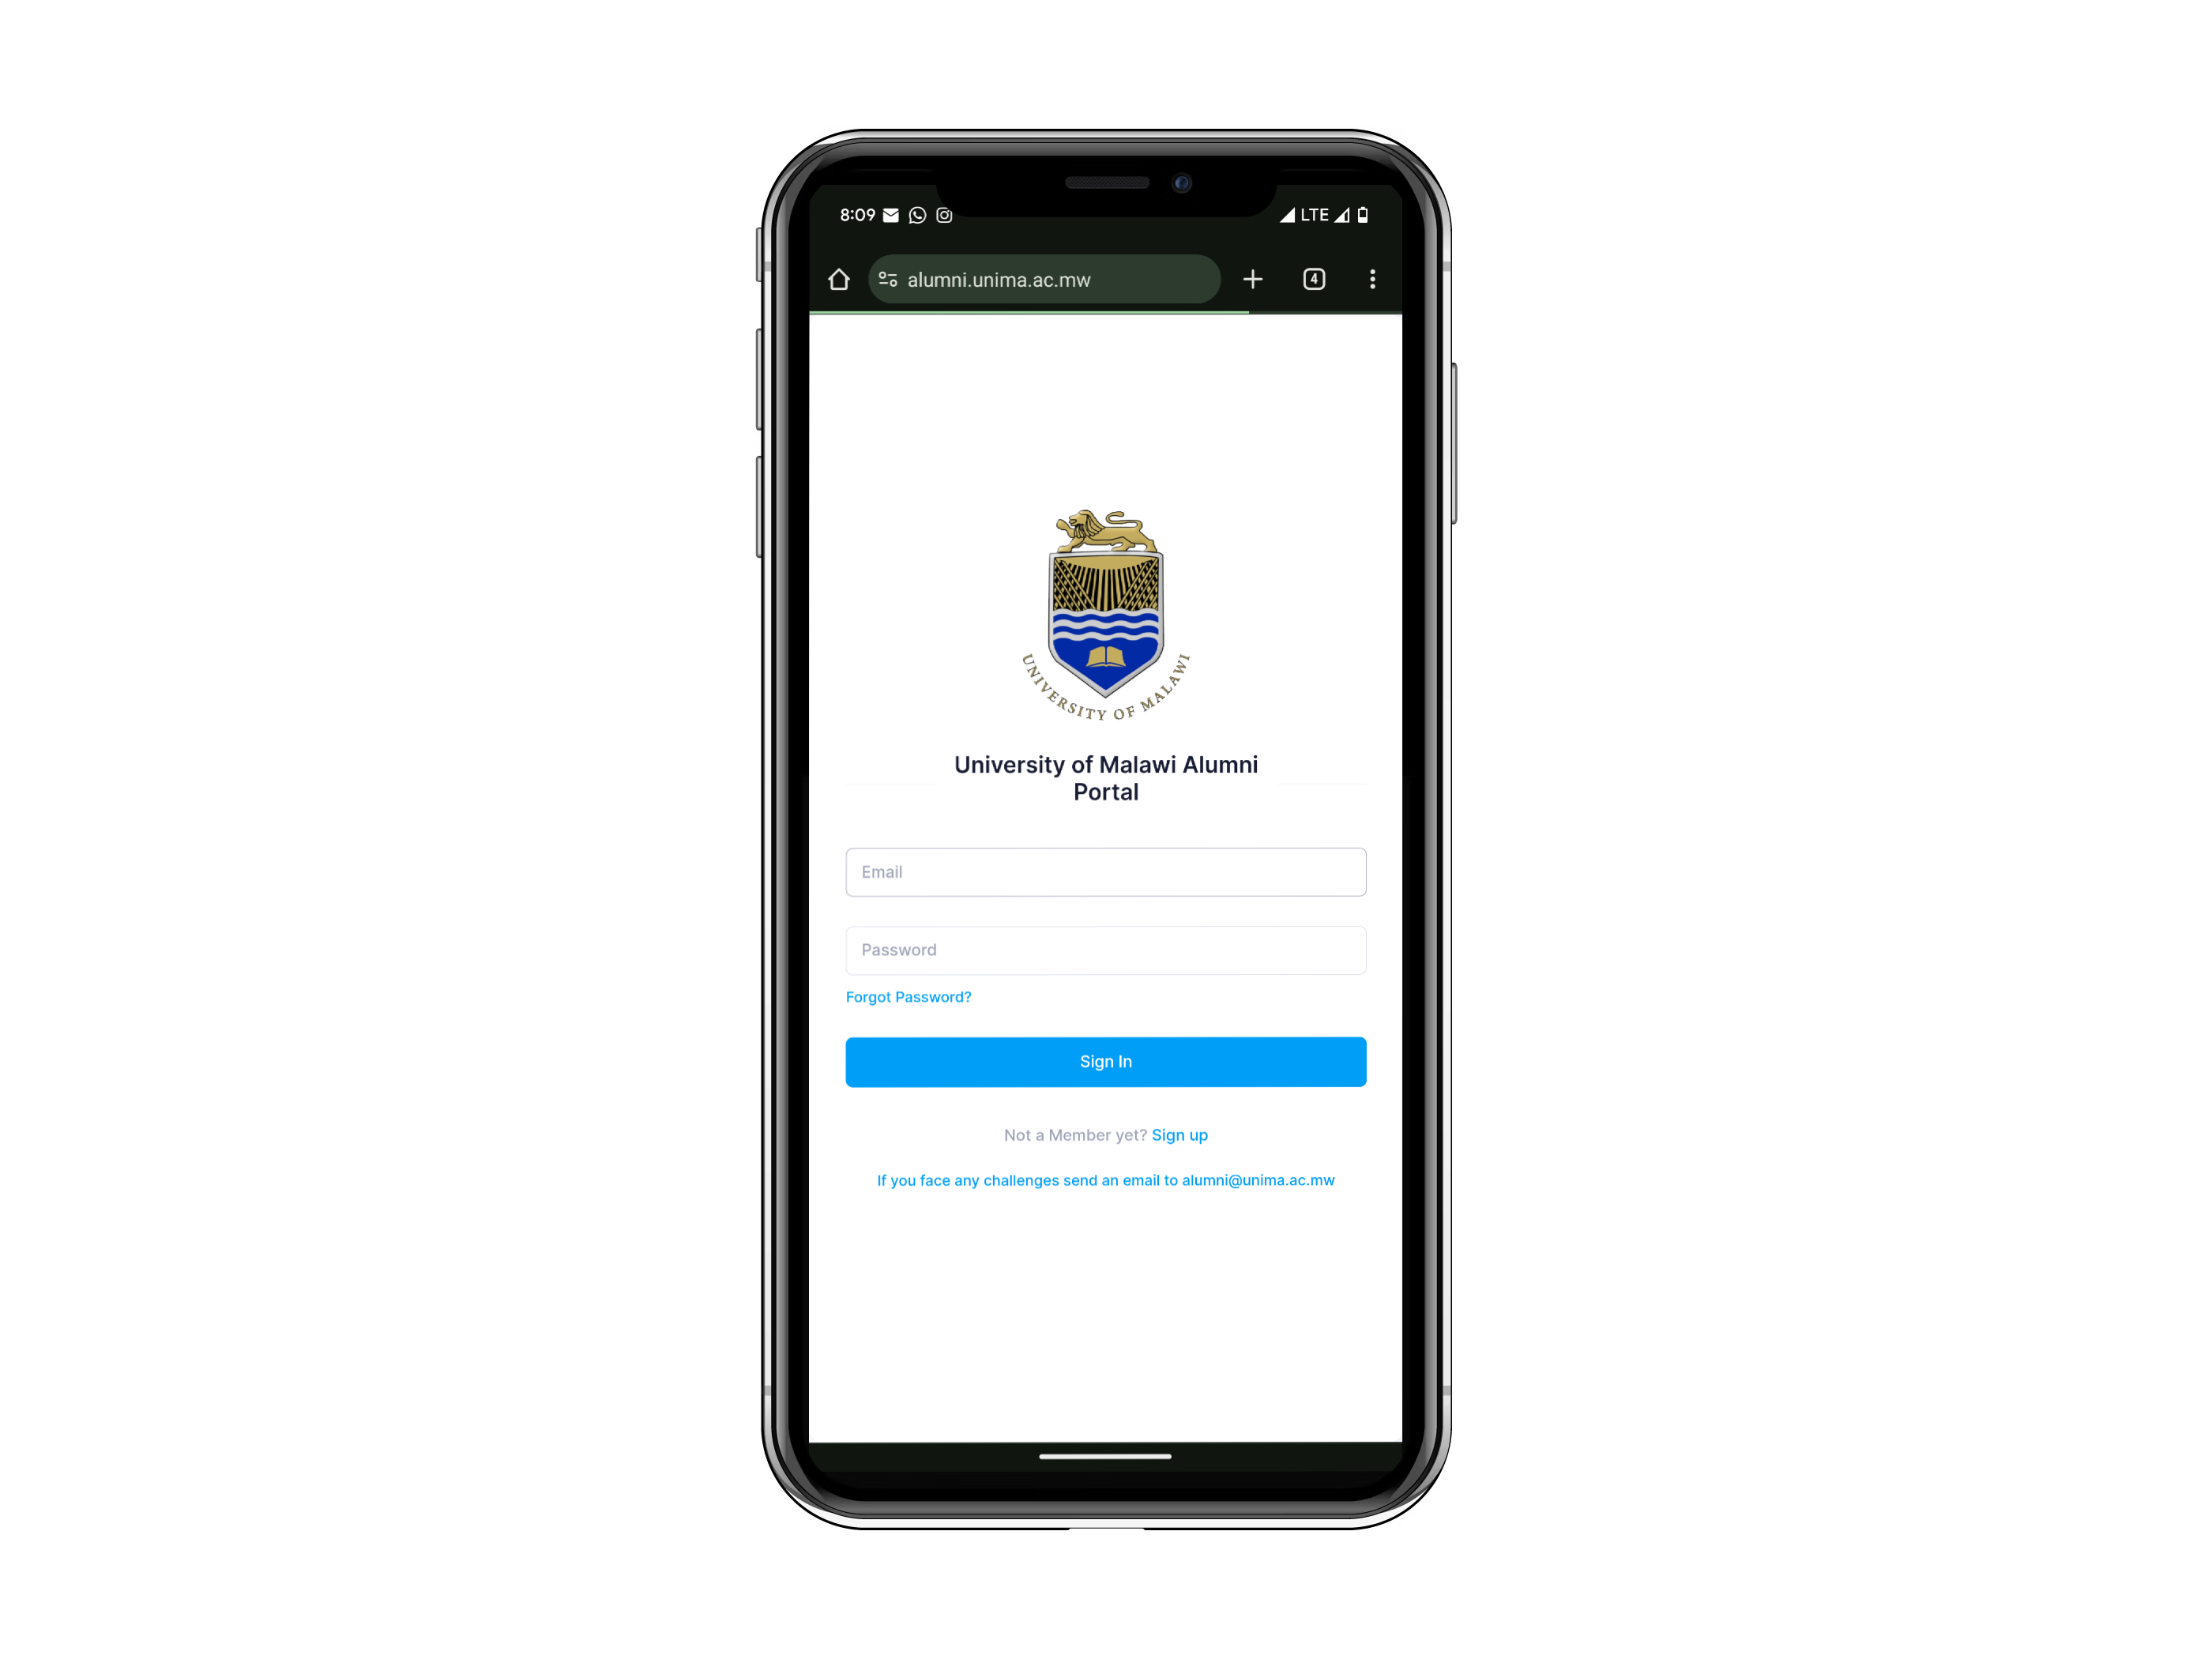 8:09 LTE
alumni.unima.ac.mw 4
UNIVERSITY OF MALAWI
University of Malawi Alumni
Portal
Email
Password
Forgot Password?
Sign In
Not a Member yet? Sign up
If you face any challenges send an email to alumni@unima.ac.mw